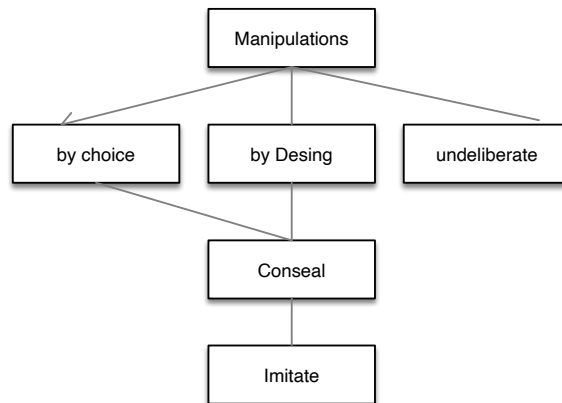 Manipulations
by choice
by Desing
undeliberate
Conseal
Imitate